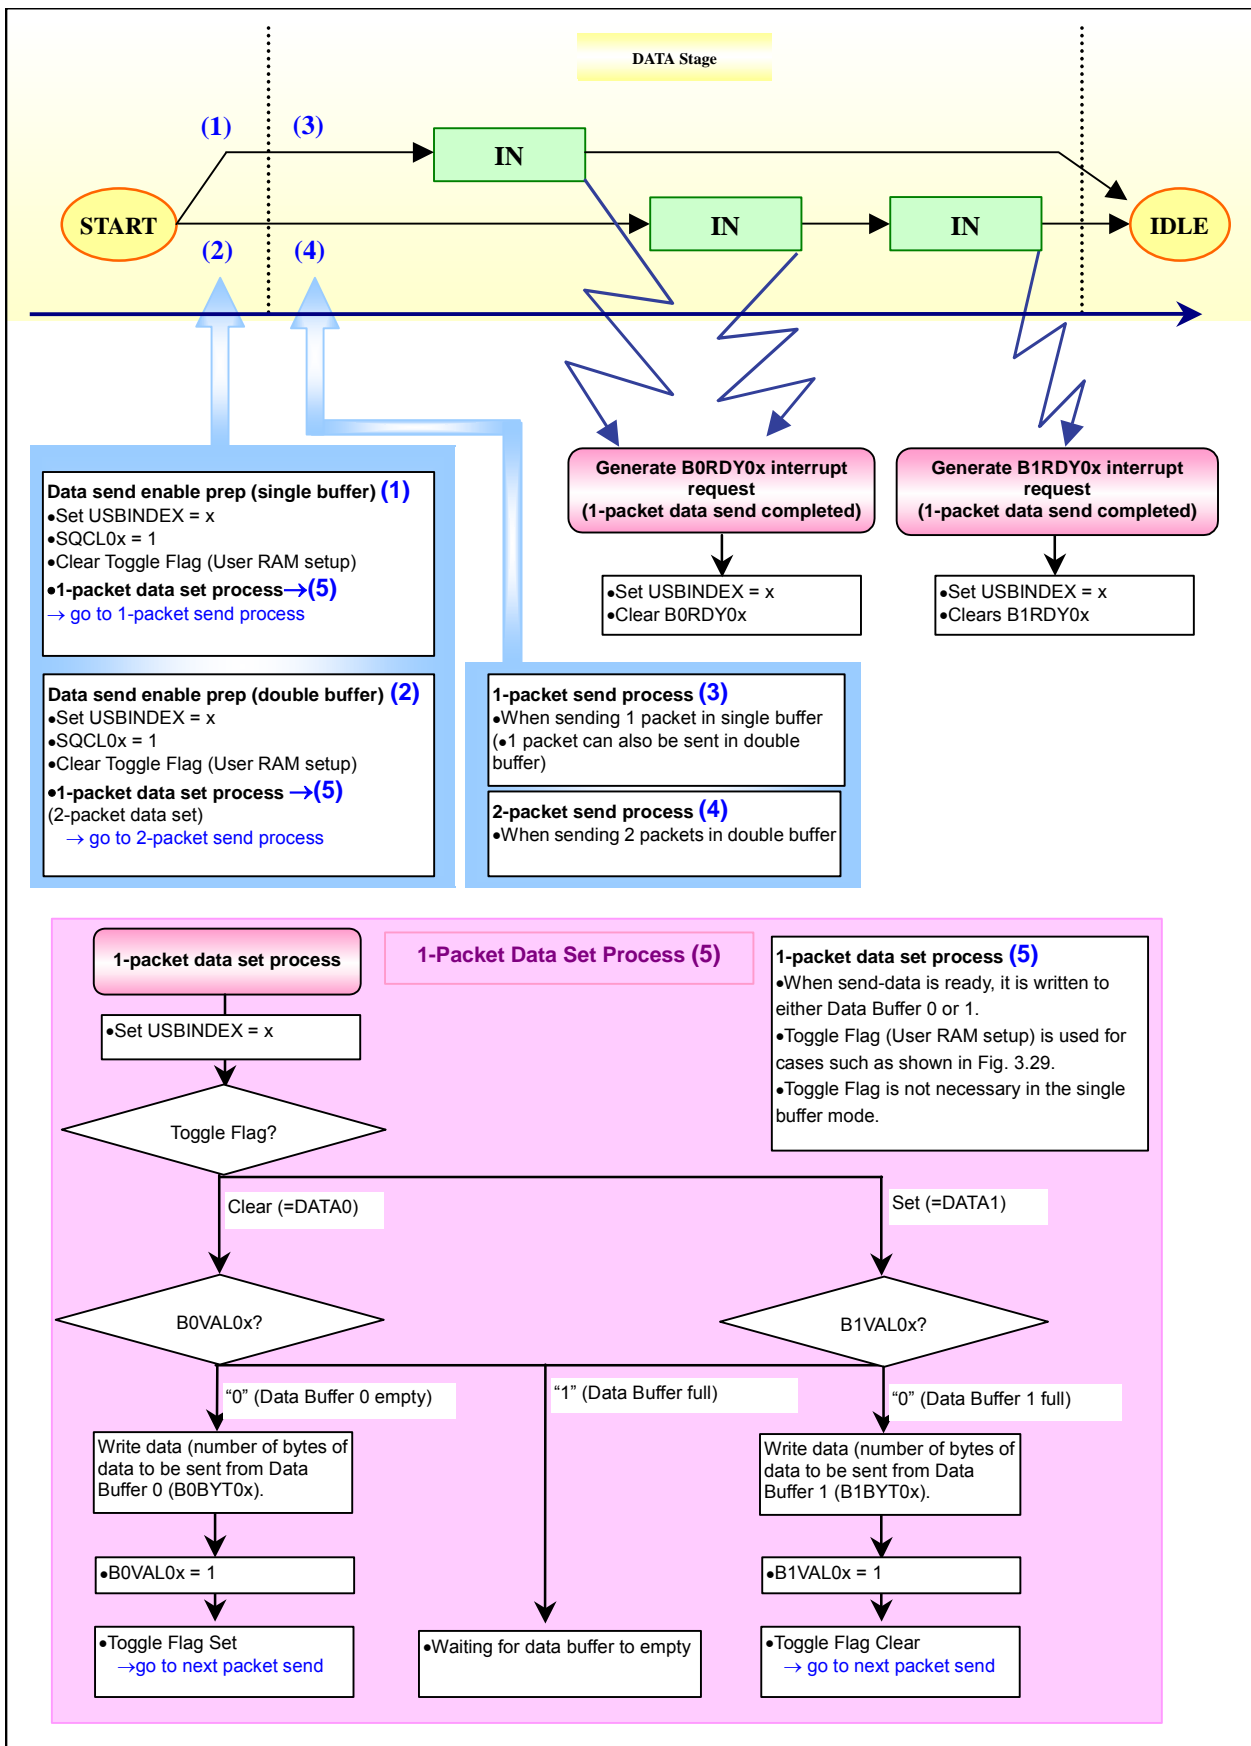 DATA Stage
(1)
(3)
IN
START
IN
IN
IDLE
(2)
(4)
Data send enable prep (single buffer) (1)
●Set USBINDEX = x
●SQCL0x = 1
●Clear Toggle Flag (User RAM setup)
●1-packet data set process→(5)
→ go to 1-packet send process
Data send enable prep (double buffer) (2)
●Set USBINDEX = x
●SQCL0x = 1
●Clear Toggle Flag (User RAM setup)
●1-packet data set process →(5)
(2-packet data set)
→ go to 2-packet send process
Generate B0RDY0x interrupt
request
(1-packet data send completed)
●Set USBINDEX = x
●Clear B0RDY0x
Generate B1RDY0x interrupt
request
(1-packet data send completed)
●Set USBINDEX = x
●Clears B1RDY0x
1-packet send process (3)
●When sending 1 packet in single buffer
(●1 packet can also be sent in double
buffer)
2-packet send process (4)
●When sending 2 packets in double buffer
1-packet data set process
1-Packet Data Set Process (5)
1-packet data set process (5)
●When send-data is ready, it is written to
either Data Buffer 0 or 1.
●Toggle Flag (User RAM setup) is used for
cases such as shown in Fig. 3.29.
●Toggle Flag is not necessary in the single
buffer mode.
●Set USBINDEX = x
Toggle Flag?
Clear (=DATA0)
Set (=DATA1)
B0VAL0x?
B1VAL0x?
“0” (Data Buffer 0 empty)
“1” (Data Buffer full)
“0” (Data Buffer 1 full)
Write data (number of bytes of
data to be sent from Data
Buffer 0 (B0BYT0x).
Write data (number of bytes of
data to be sent from Data
Buffer 1 (B1BYT0x).
●B0VAL0x = 1
●B1VAL0x = 1
●Toggle Flag Set
→go to next packet send
●Waiting for data buffer to empty
●Toggle Flag Clear
→ go to next packet send